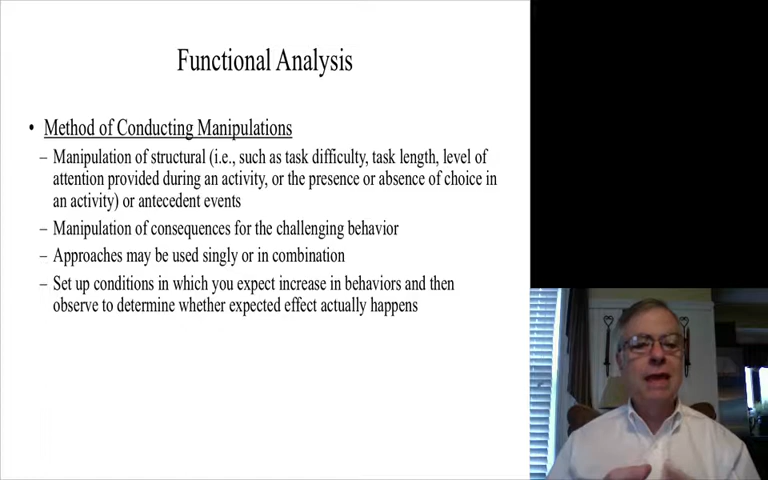 Functional Analysis
• Method of Conducting Manipulations
– Manipulation of structural (i.e., such as task difficulty, task length, level of
attention provided during an activity, or the presence or absence of choice in
an activity) or antecedent events
– Manipulation of consequences for the challenging behavior
– Approaches may be used singly or in combination
– Set up conditions in which you expect increase in behaviors and then
observe to determine whether expected effect actually happens